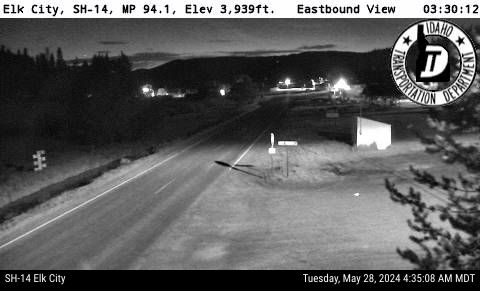 Elk City, SH-14, MP 94.1, Elev 3,939ft. Eastbound View 03:30:12
IDAHO
TRANSPORTATION DEPARTMENT
SH-14 Elk City Tuesday, May 28, 2024 4:35:08 AM MDT